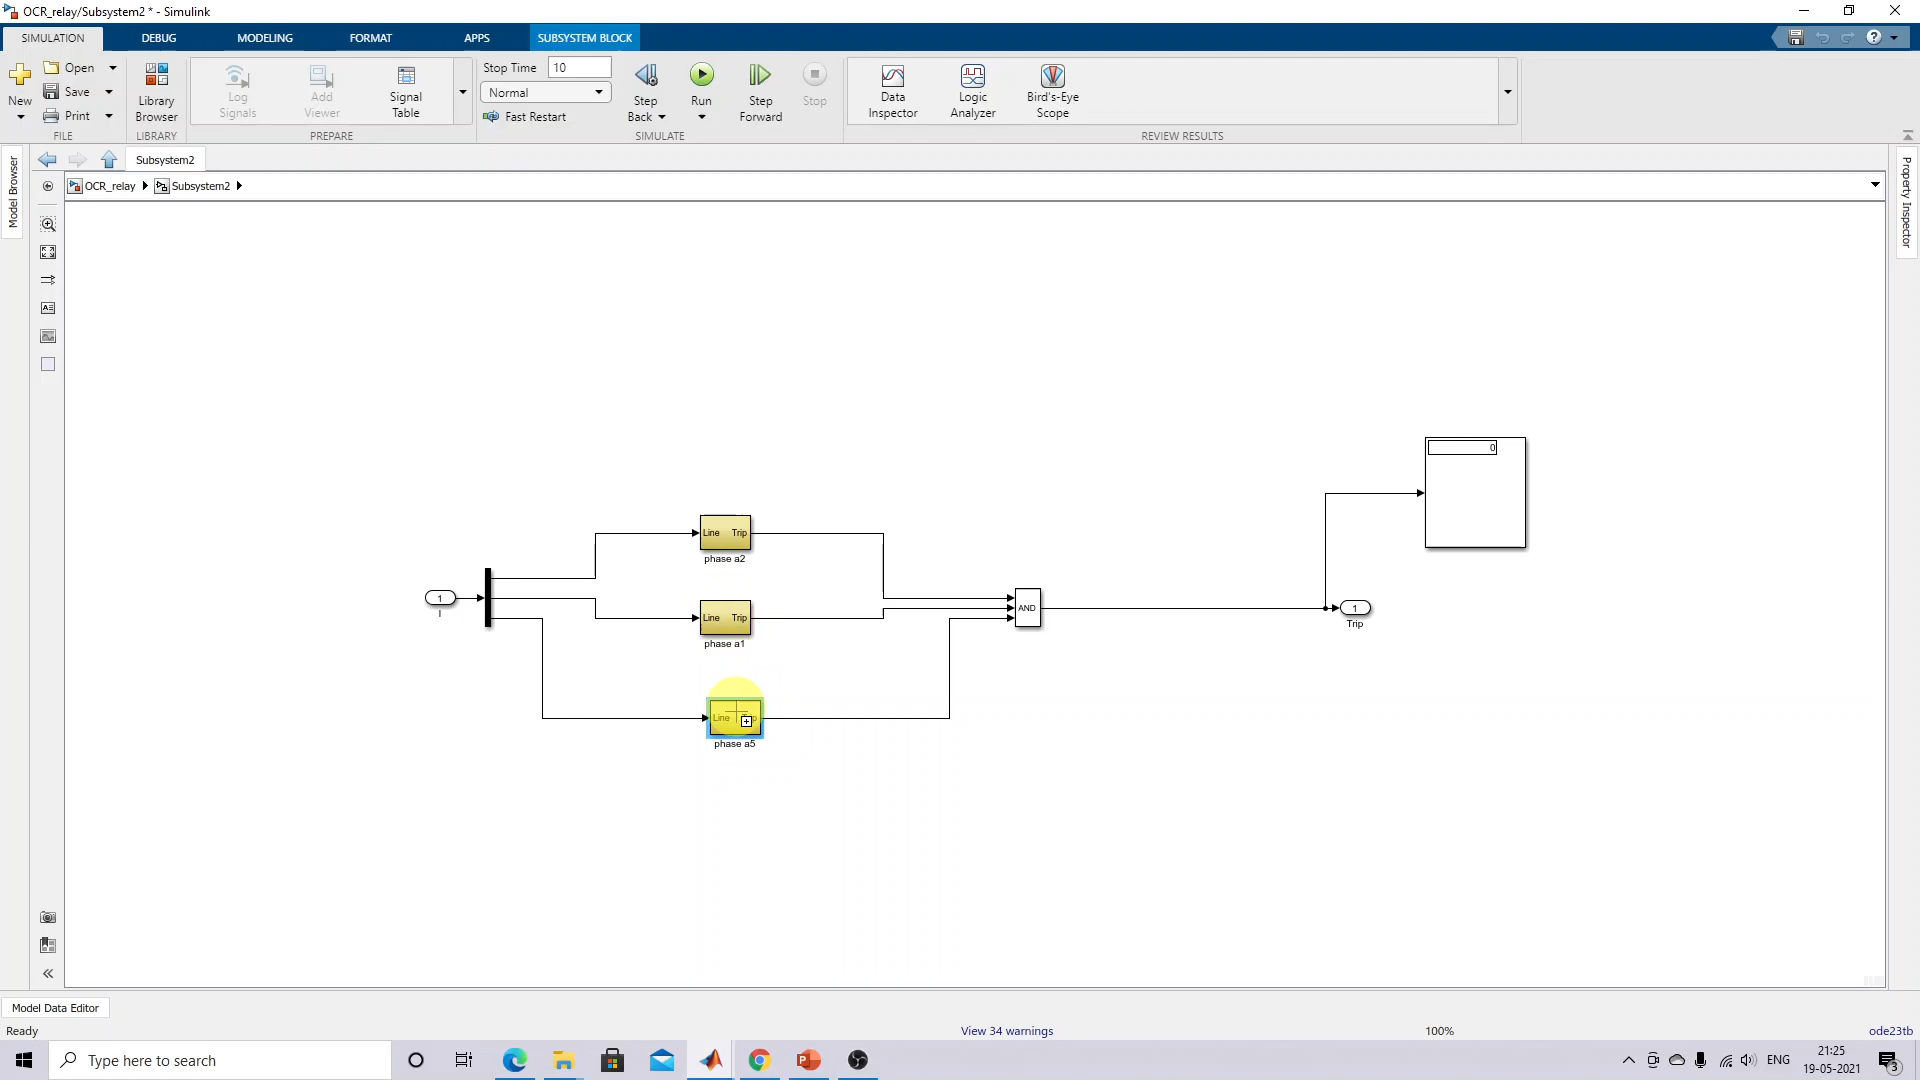 OCR_relay/Subsystem2 * - Simulink
SIMULATION DEBUG MODELING FORMAT APPS SUBSYSTEM BLOCK
New
Open
Save
Print
FILE
Library Browser
LIBRARY
Log Signals
Add Viewer
Signal Table
PREPARE
Stop Time 10
Normal
Fast Restart
Step Back
Run
Step Forward
Stop
SIMULATE
Data Inspector
Logic Analyzer
Bird's-Eye Scope
REVIEW RESULTS
Model Browser
Subsystem2
OCR_relay Subsystem2
Property Inspector
0
Line Trip
phase a2
1
I
Line Trip
phase a1
AND
1
Trip
Line
phase a5
Model Data Editor
Ready
View 34 warnings
100%
ode23tb
Type here to search
ENG
21:25
19-05-2021
3